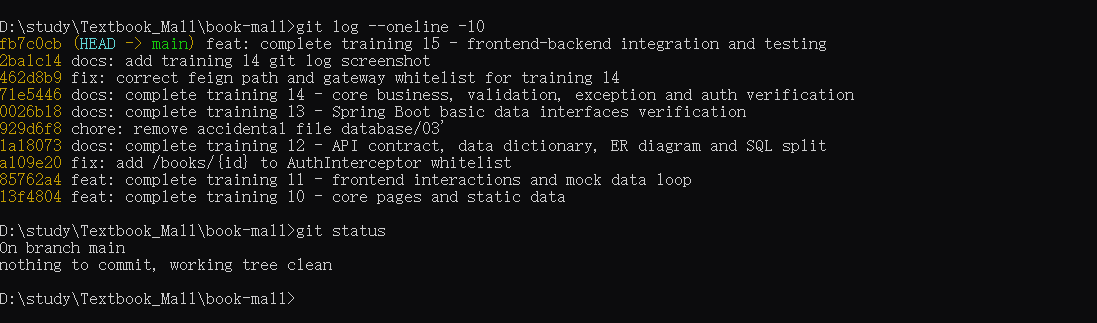 D:\study\Textbook_Mall\book-mall>git log --oneline -10
fb7c0cb (HEAD -> main) feat: complete training 15 - frontend-backend integration and testing
2ba1c14 docs: add training 14 git log screenshot
462d8b9 fix: correct feign path and gateway whitelist for training 14
71e5446 docs: complete training 14 - core business, validation, exception and auth verification
0026b18 docs: complete training 13 - Spring Boot basic data interfaces verification
929d6f8 chore: remove accidental file database/03'
1a18073 docs: complete training 12 - API contract, data dictionary, ER diagram and SQL split
a109e20 fix: add /books/{id} to AuthInterceptor whitelist
85762a4 feat: complete training 11 - frontend interactions and mock data loop
13f4804 feat: complete training 10 - core pages and static data
D:\study\Textbook_Mall\book-mall>git status
On branch main
nothing to commit, working tree clean
D:\study\Textbook_Mall\book-mall>